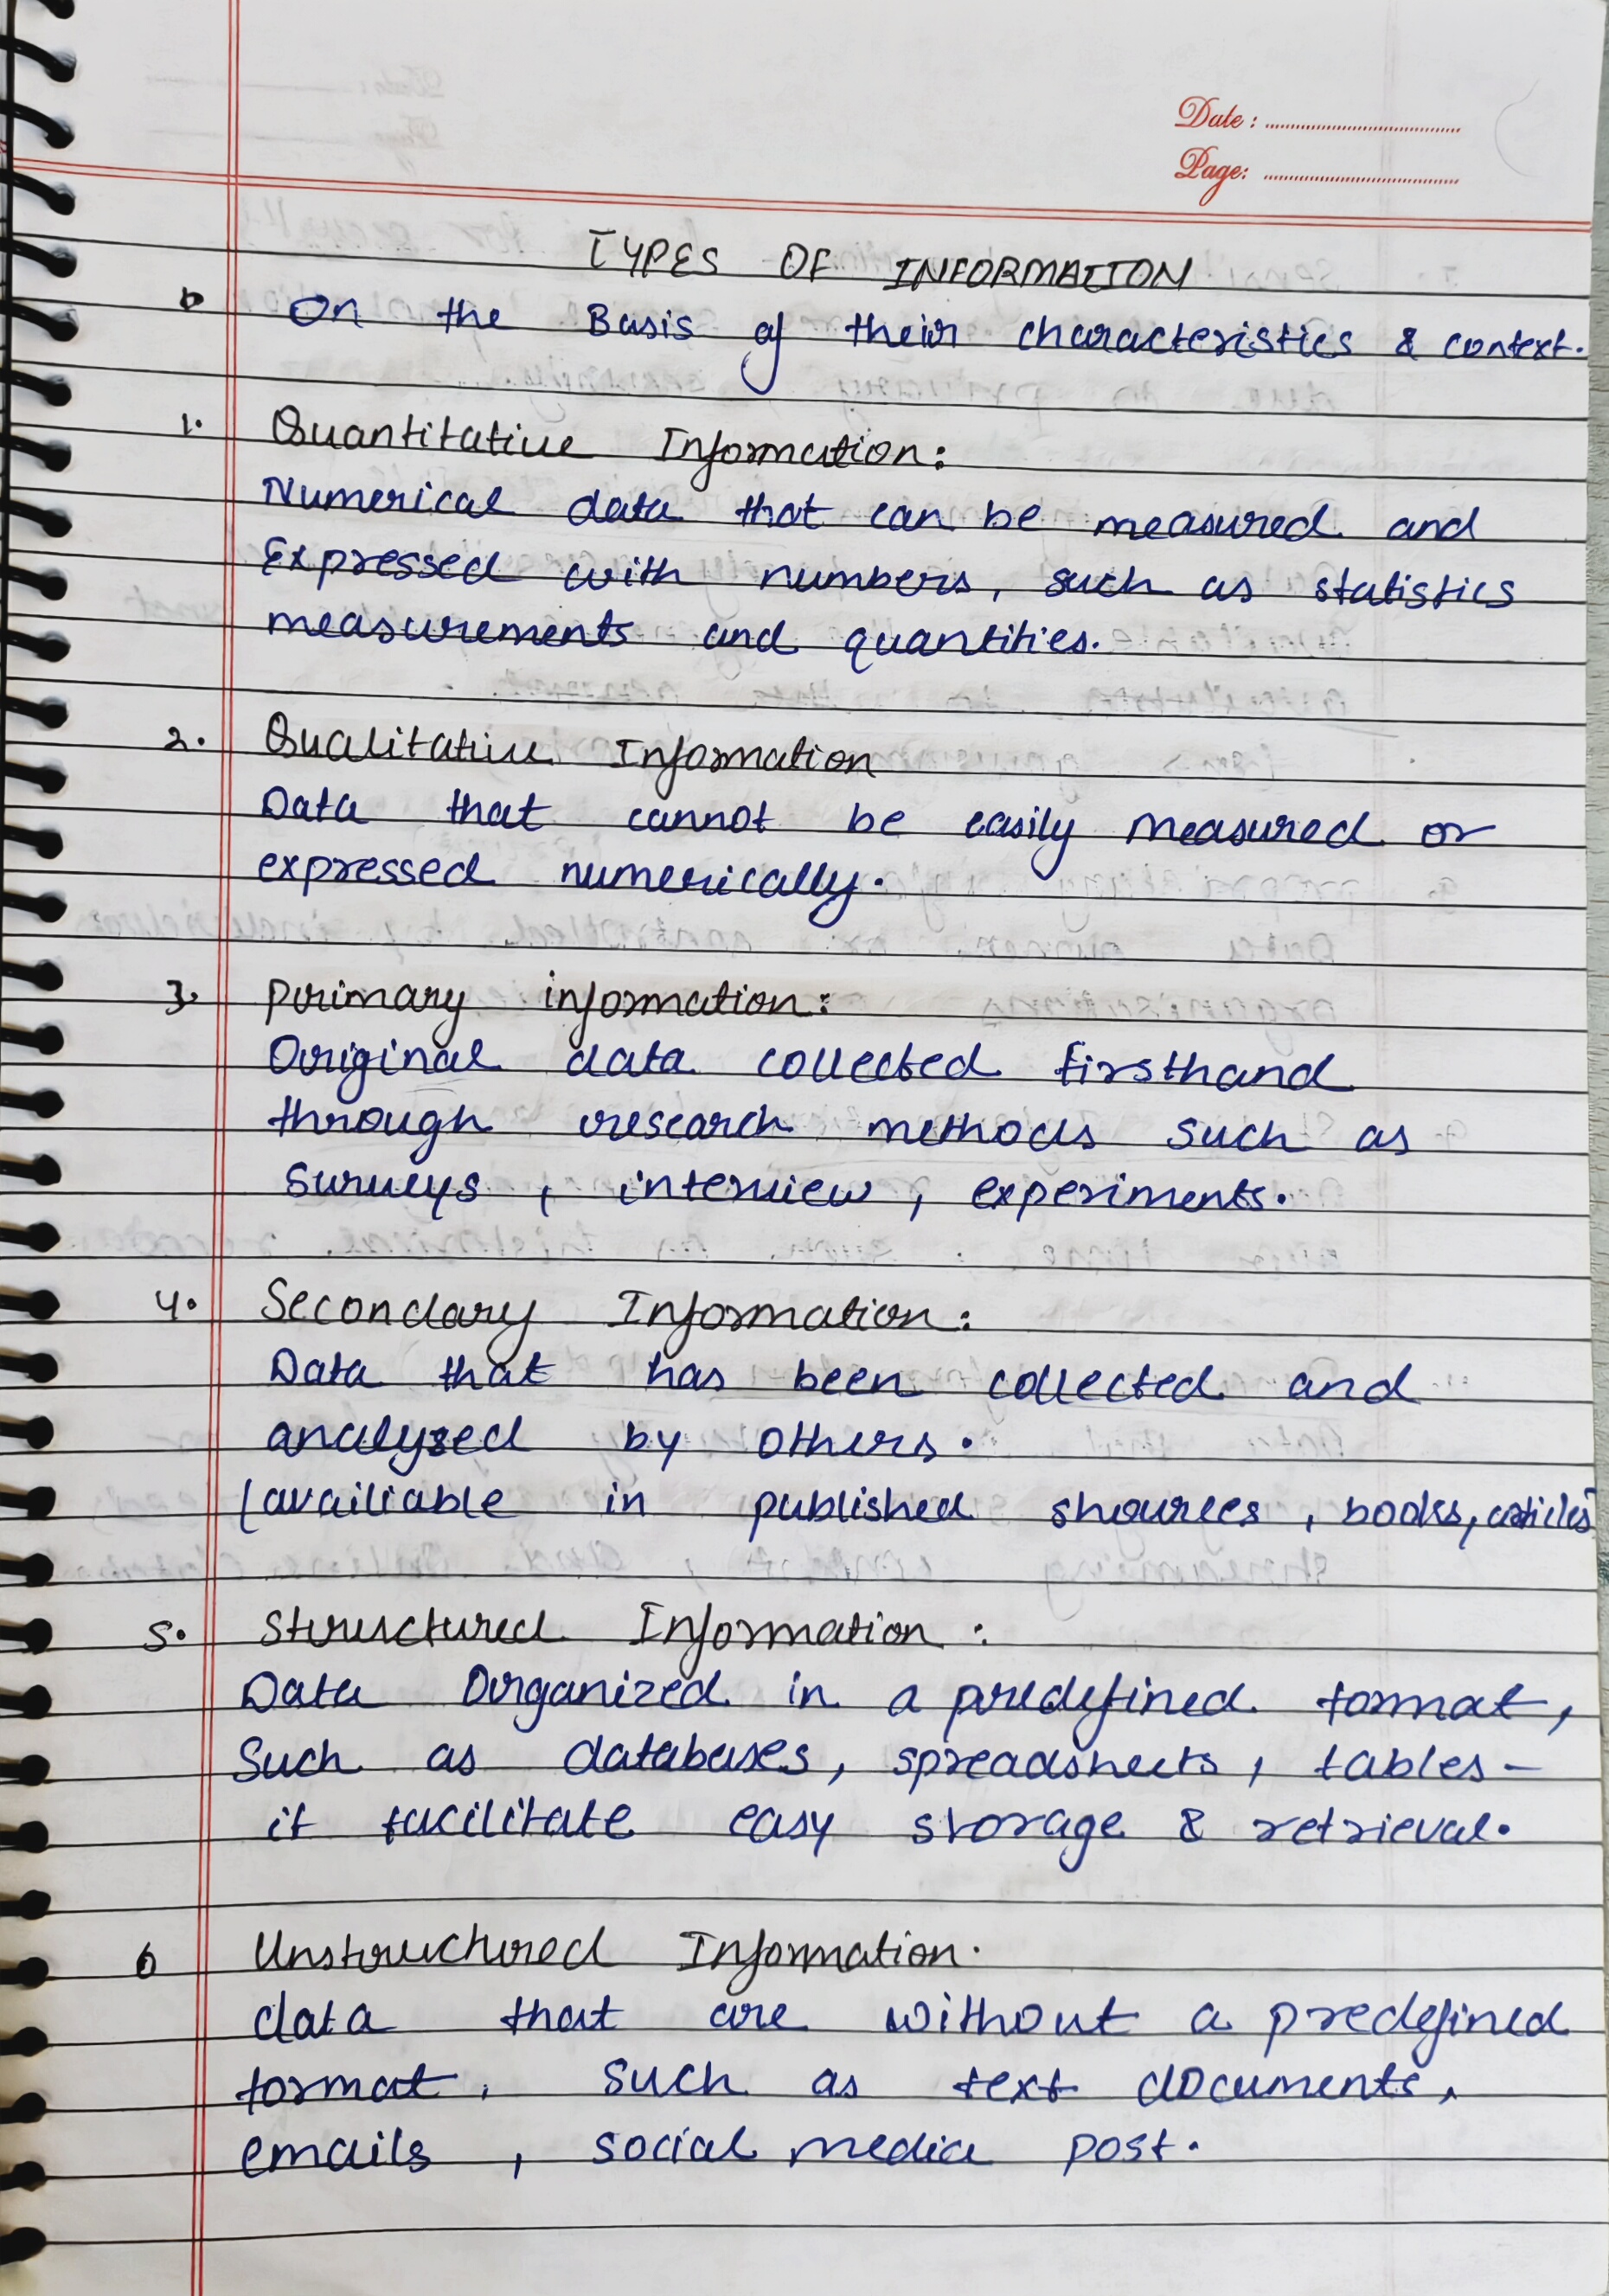 Date :
Page:
TYPES OF INFORMATION
On the Basis of their characteristics & context.
1. Quantitative Information:
Numerical data that can be measured and
Expressed with numbers, such as statistics
measurements and quantities.
2. Qualitative Information
Data that cannot be easily measured or
expressed numerically.
3. primary information:
Original data collected firsthand
through research methods such as
surveys, interview, experiments.
4. Secondary Information:
Data that has been collected and
analyzed by others.
(availiable in published shources, books, articles
5. Structured Information :
Data Organized in a predefined format,
Such as databases, spreadsheets, tables -
it facilitate easy storage & retrieval.
6 Unstructured Information.
data that are without a predefined
format, such as text documents,
emails, social media post.